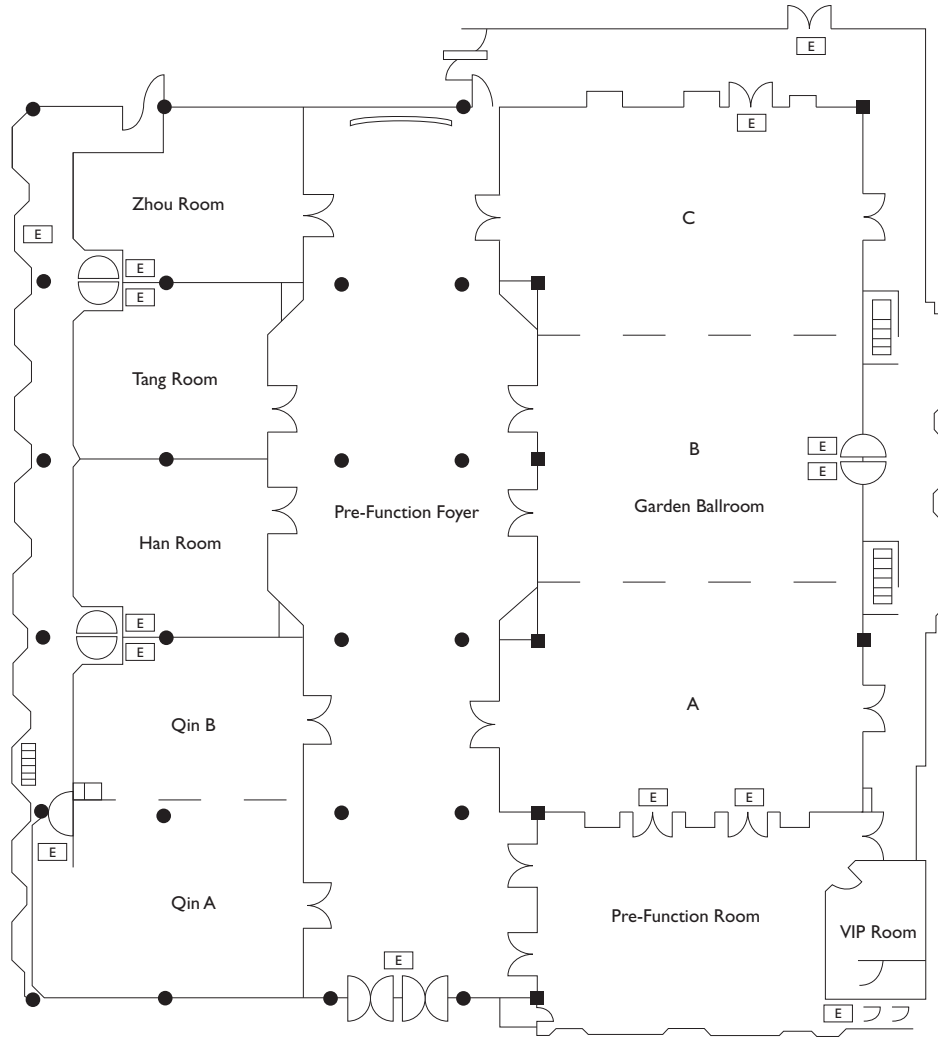 E
E
C
Zhou Room
E
E
E
Tang Room
B
E
E
Garden Ballroom
Pre-Function Foyer
Han Room
E
E
A
Qin B
E
E
E
Qin A
Pre-Function Room
VIP Room
E
E